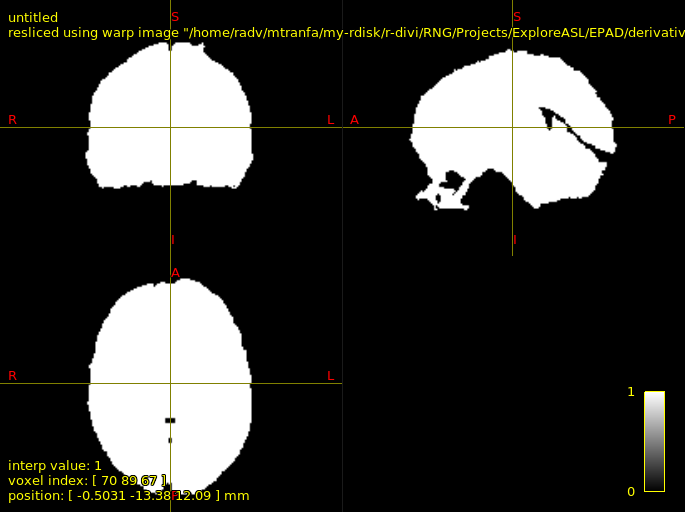 untitled
resliced using warp image "/home/radv/mtranfa/my-rdisk/r-divi/RNG/Projects/ExploreASL/EPAD/derivativ
S
S
R
L
A
P
I
I
A
R
L
1
interp value: 1
voxel index: [ 70 89 67 ]
position: [ -0.5031 -13.38 12.09 ] mm
P
0